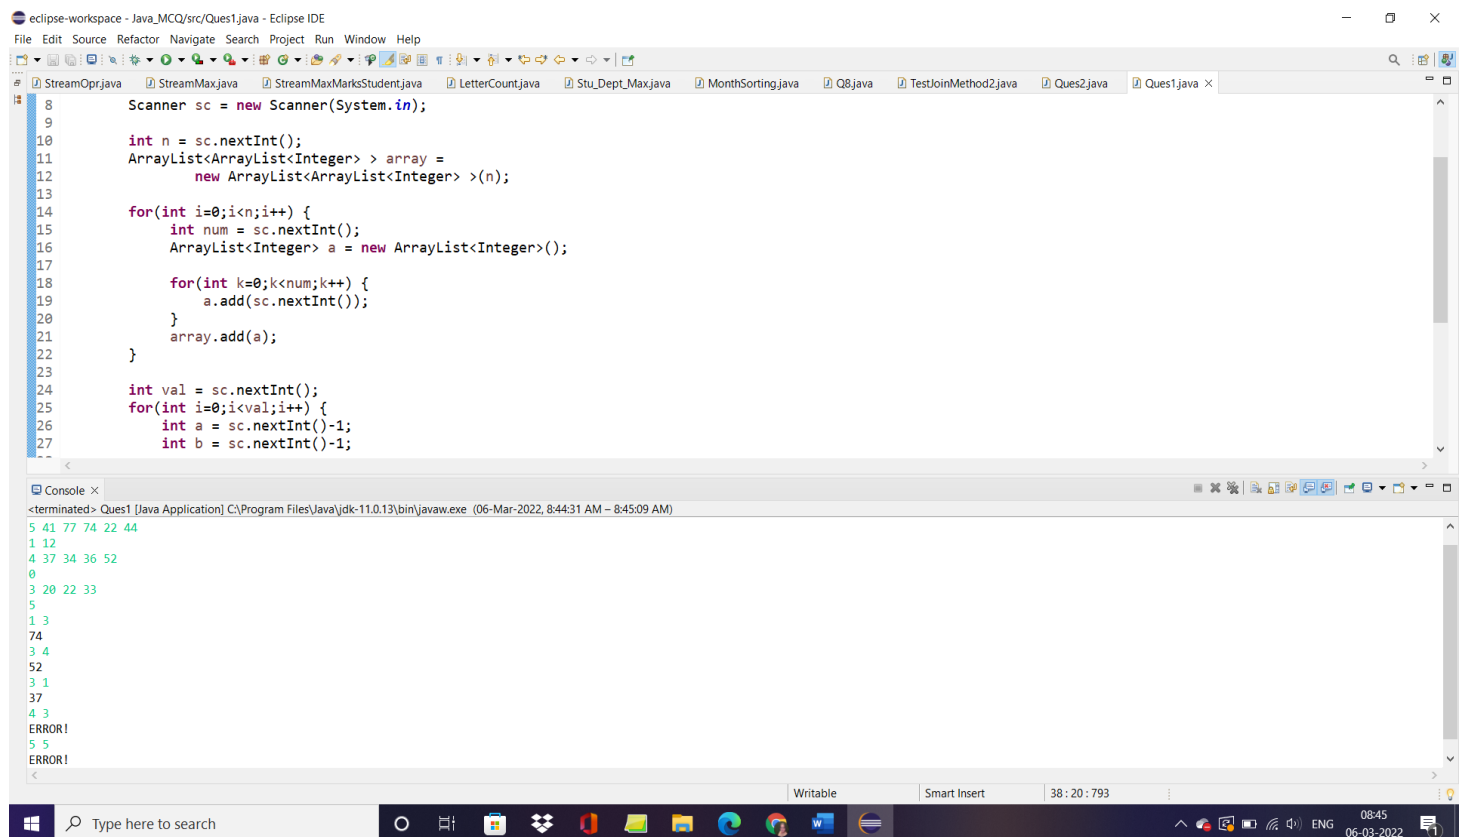 eclipse-workspace - Java_MCQ/src/Ques1.java - Eclipse IDE
File Edit Source Refactor Navigate Search Project Run Window Help
StreamOpr.java StreamMax.java StreamMaxMarksStudent.java LetterCount.java Stu_Dept_Max.java MonthSorting.java Q8.java TestJoinMethod2.java Ques2.java Ques1.java
8 Scanner sc = new Scanner(System.in);
9
10 int n = sc.nextInt();
11 ArrayList<ArrayList<Integer> > array =
12 new ArrayList<ArrayList<Integer> >(n);
13
14 for(int i=0;i<n;i++) {
15 int num = sc.nextInt();
16 ArrayList<Integer> a = new ArrayList<Integer>();
17
18 for(int k=0;k<num;k++) {
19 a.add(sc.nextInt());
20 }
21 array.add(a);
22 }
23
24 int val = sc.nextInt();
25 for(int i=0;i<val;i++) {
26 int a = sc.nextInt()-1;
27 int b = sc.nextInt()-1;
Console
<terminated> Ques1 [Java Application] C:\Program Files\Java\jdk-11.0.13\bin\javaw.exe (06-Mar-2022, 8:44:31 AM – 8:45:09 AM)
5 41 77 74 22 44
1 12
4 37 34 36 52
0
3 20 22 33
5
1 3
74
3 4
52
3 1
37
4 3
ERROR!
5 5
ERROR!
Writable Smart Insert 38 : 20 : 793
Type here to search
ENG
08:45
06-03-2022